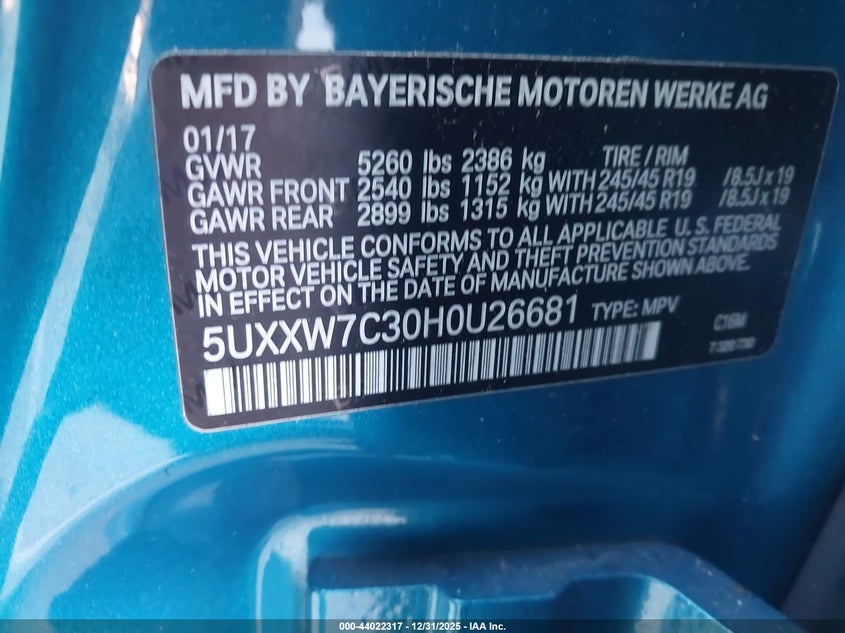 MFD BY BAYERISCHE MOTOREN WERKE AG
01/17 TIRE / RIM
GVWR 5260 lbs 2386 kg
GAWR FRONT 2540 lbs 1152 kg WITH 245/45 R19 /8.5J x 19
GAWR REAR 2899 lbs 1315 kg WITH 245/45 R19 /8.5J x 19
THIS VEHICLE CONFORMS TO ALL APPLICABLE U.S. FEDERAL
MOTOR VEHICLE SAFETY AND THEFT PREVENTION STANDARDS
IN EFFECT ON THE DATE OF MANUFACTURE SHOWN ABOVE.
5UXXW7C30H0U26681 TYPE: MPV
C16M
000-44022317 - 12/31/2025 - IAA Inc.